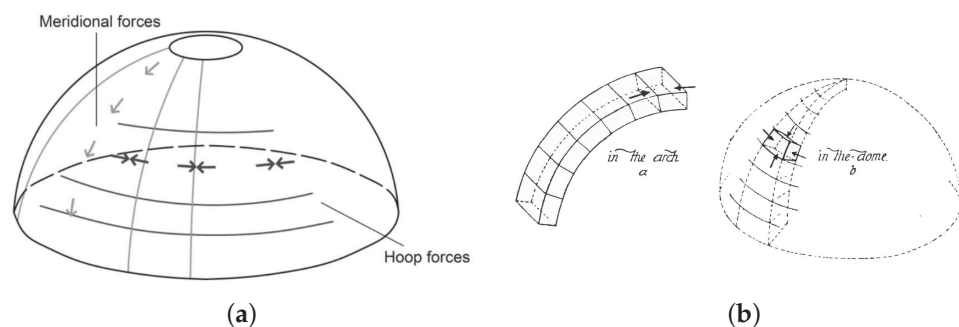 Meridional forces
Hoop forces
(a)
in the arch
a
in the dome
b
(b)